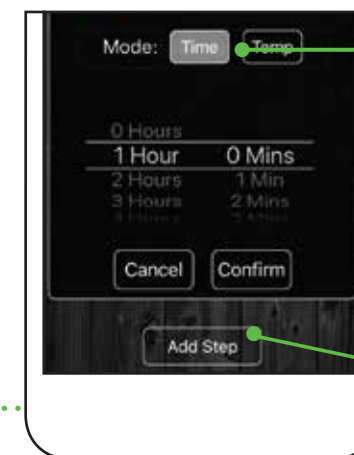 Mode: Time Temp
0 Hours
1 Hour 0 Mins
2 Hours 1 Min
3 Hours 2 Mins
Cancel Confirm
Add Step